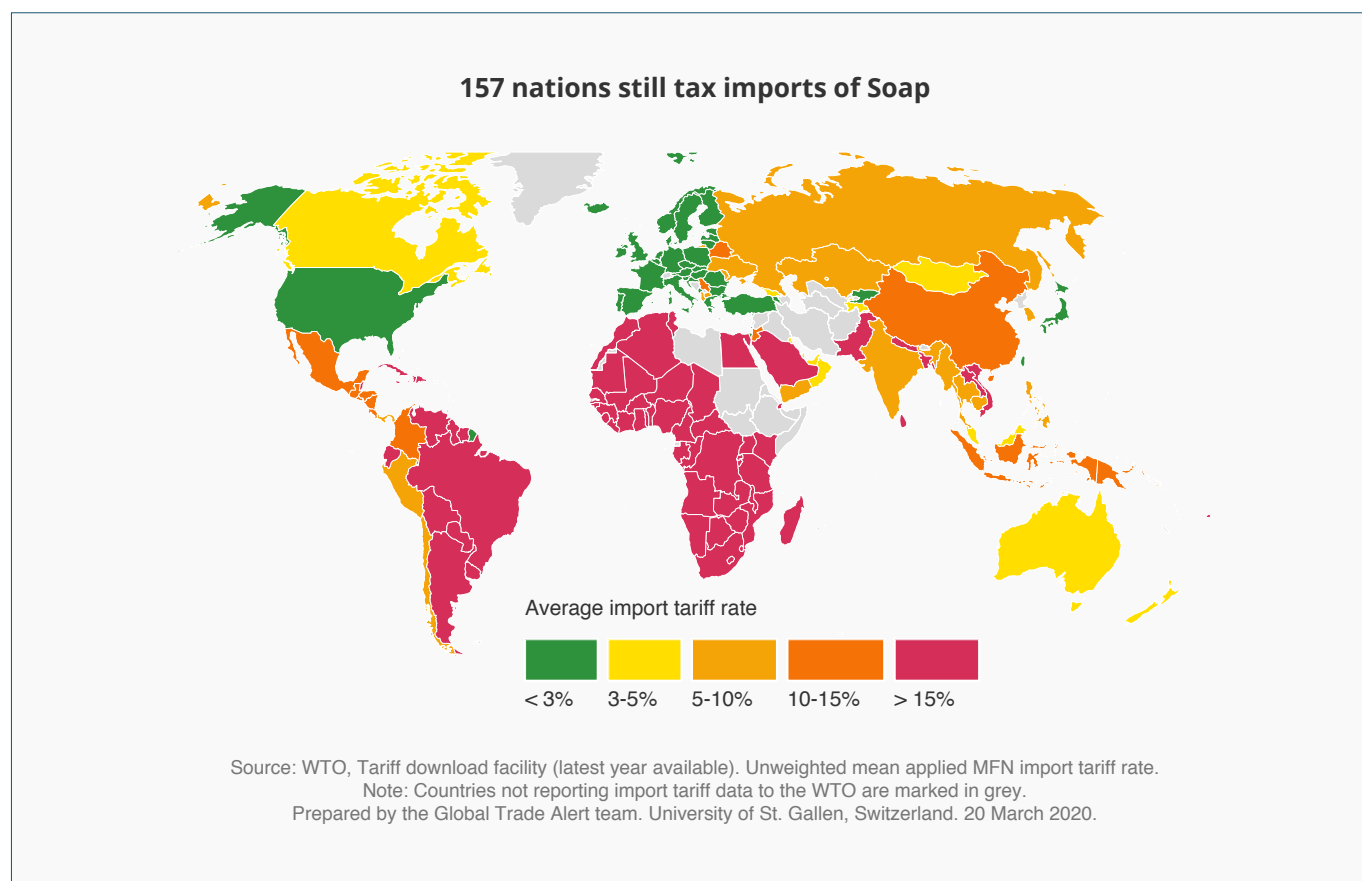 157 nations still tax imports of Soap
Average import tariff rate
< 3%
3-5%
5-10%
10-15%
> 15%
Source: WTO, Tariff download facility (latest year available). Unweighted mean applied MFN import tariff rate.
Note: Countries not reporting import tariff data to the WTO are marked in grey.
Prepared by the Global Trade Alert team. University of St. Gallen, Switzerland. 20 March 2020.